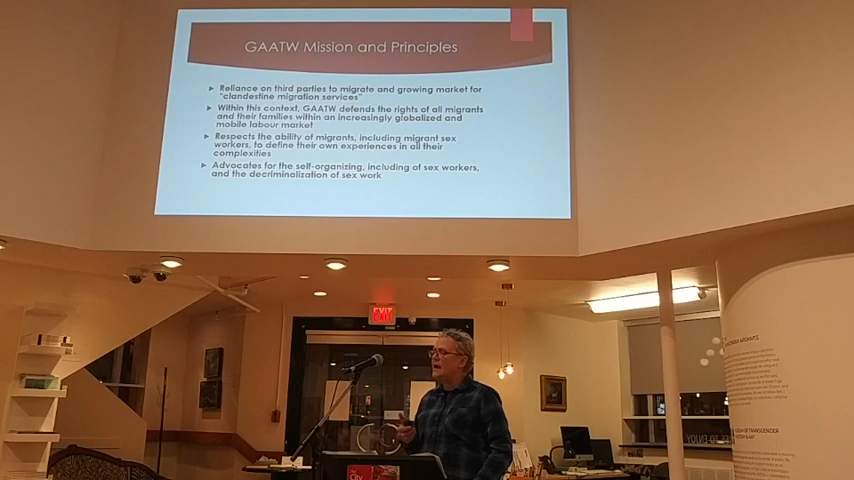 GAATW Mission and Principles
Reliance on third parties to migrate and growing market for
"clandestine migration services"
Within this context, GAATW defends the rights of all migrants
and their families within an increasingly globalized and
mobile labour market
Respects the ability of migrants, including migrant sex
workers, to define their own experiences in all their
complexities
Advocates for the self-organizing, including of sex workers,
and the decriminalization of sex work
EXIT
ARCHIVES
OF TRANSGENDER